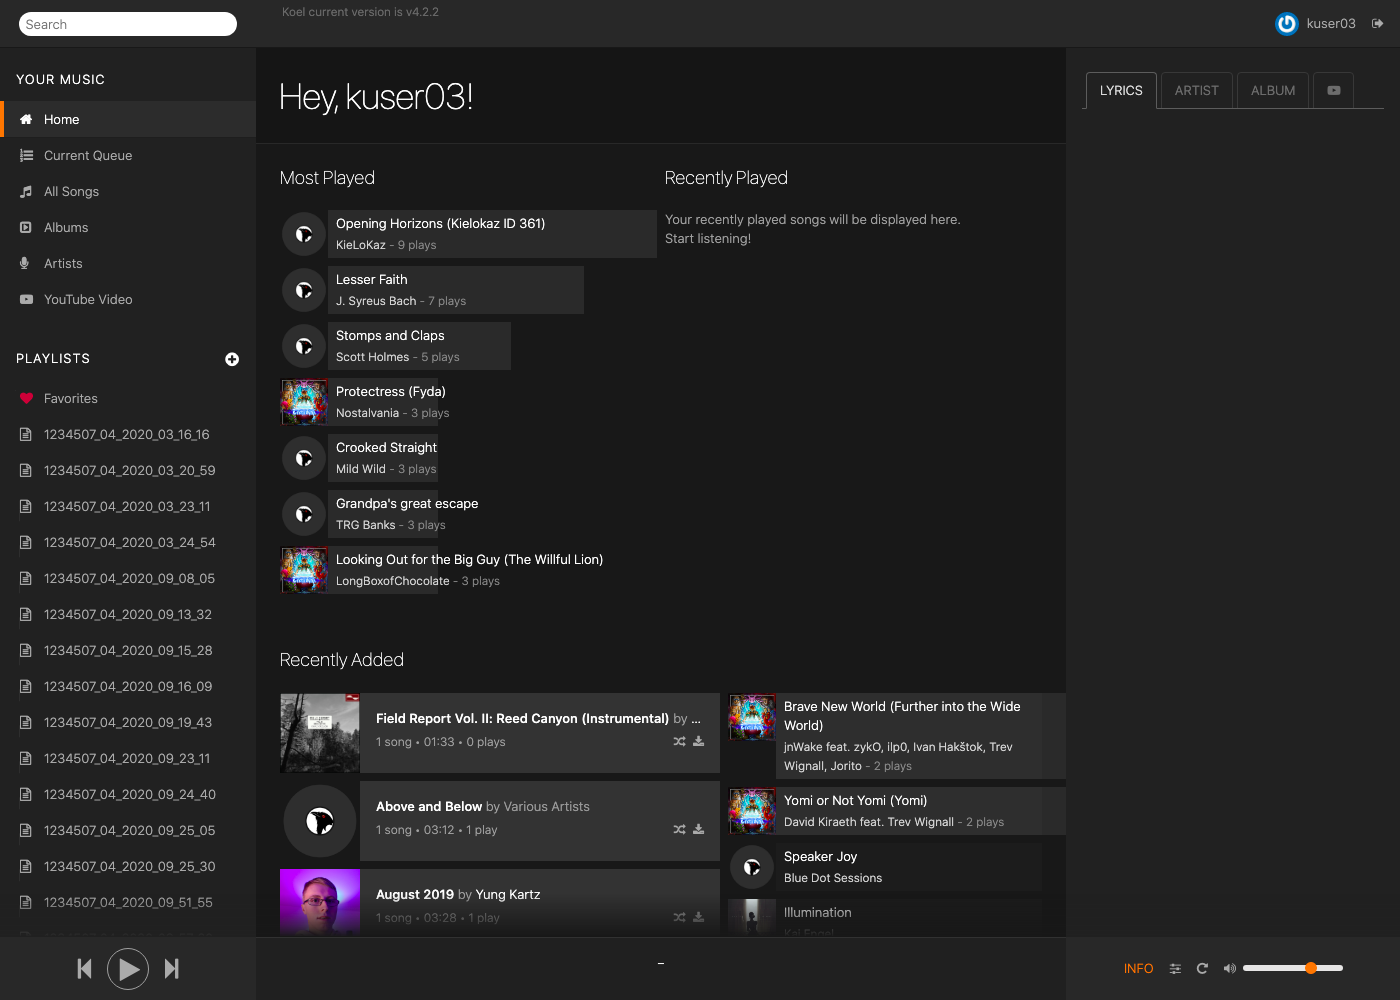 Search
Koel current version is v4.2.2
kuser03
YOUR MUSIC
Home
Current Queue
All Songs
Albums
Artists
YouTube Video
PLAYLISTS
Favorites
1234507_04_2020_03_16_16
1234507_04_2020_03_20_59
1234507_04_2020_03_23_11
1234507_04_2020_03_24_54
1234507_04_2020_09_08_05
1234507_04_2020_09_13_32
1234507_04_2020_09_15_28
1234507_04_2020_09_16_09
1234507_04_2020_09_19_43
1234507_04_2020_09_23_11
1234507_04_2020_09_24_40
1234507_04_2020_09_25_05
1234507_04_2020_09_25_30
1234507_04_2020_09_51_55
Hey, kuser03!
Most Played
Opening Horizons (Kielokaz ID 361)
KieLoKaz - 9 plays
Lesser Faith
J. Syreus Bach - 7 plays
Stomps and Claps
Scott Holmes - 5 plays
Protectress (Fyda)
Nostalvania - 3 plays
Crooked Straight
Mild Wild - 3 plays
Grandpa's great escape
TRG Banks - 3 plays
Looking Out for the Big Guy (The Willful Lion)
LongBoxofChocolate - 3 plays
Recently Played
Your recently played songs will be displayed here.
Start listening!
Recently Added
Field Report Vol. II: Reed Canyon (Instrumental) by ...
1 song • 01:33 • 0 plays
Above and Below by Various Artists
1 song • 03:12 • 1 play
August 2019 by Yung Kartz
1 song • 03:28 • 1 play
Brave New World (Further into the Wide
World)
jnWake feat. zykO, ilp0, Ivan Hakštok, Trev
Wignall, Jorito - 2 plays
Yomi or Not Yomi (Yomi)
David Kiraeth feat. Trev Wignall - 2 plays
Speaker Joy
Blue Dot Sessions
Illumination
Kai Engel
LYRICS
ARTIST
ALBUM
–
INFO